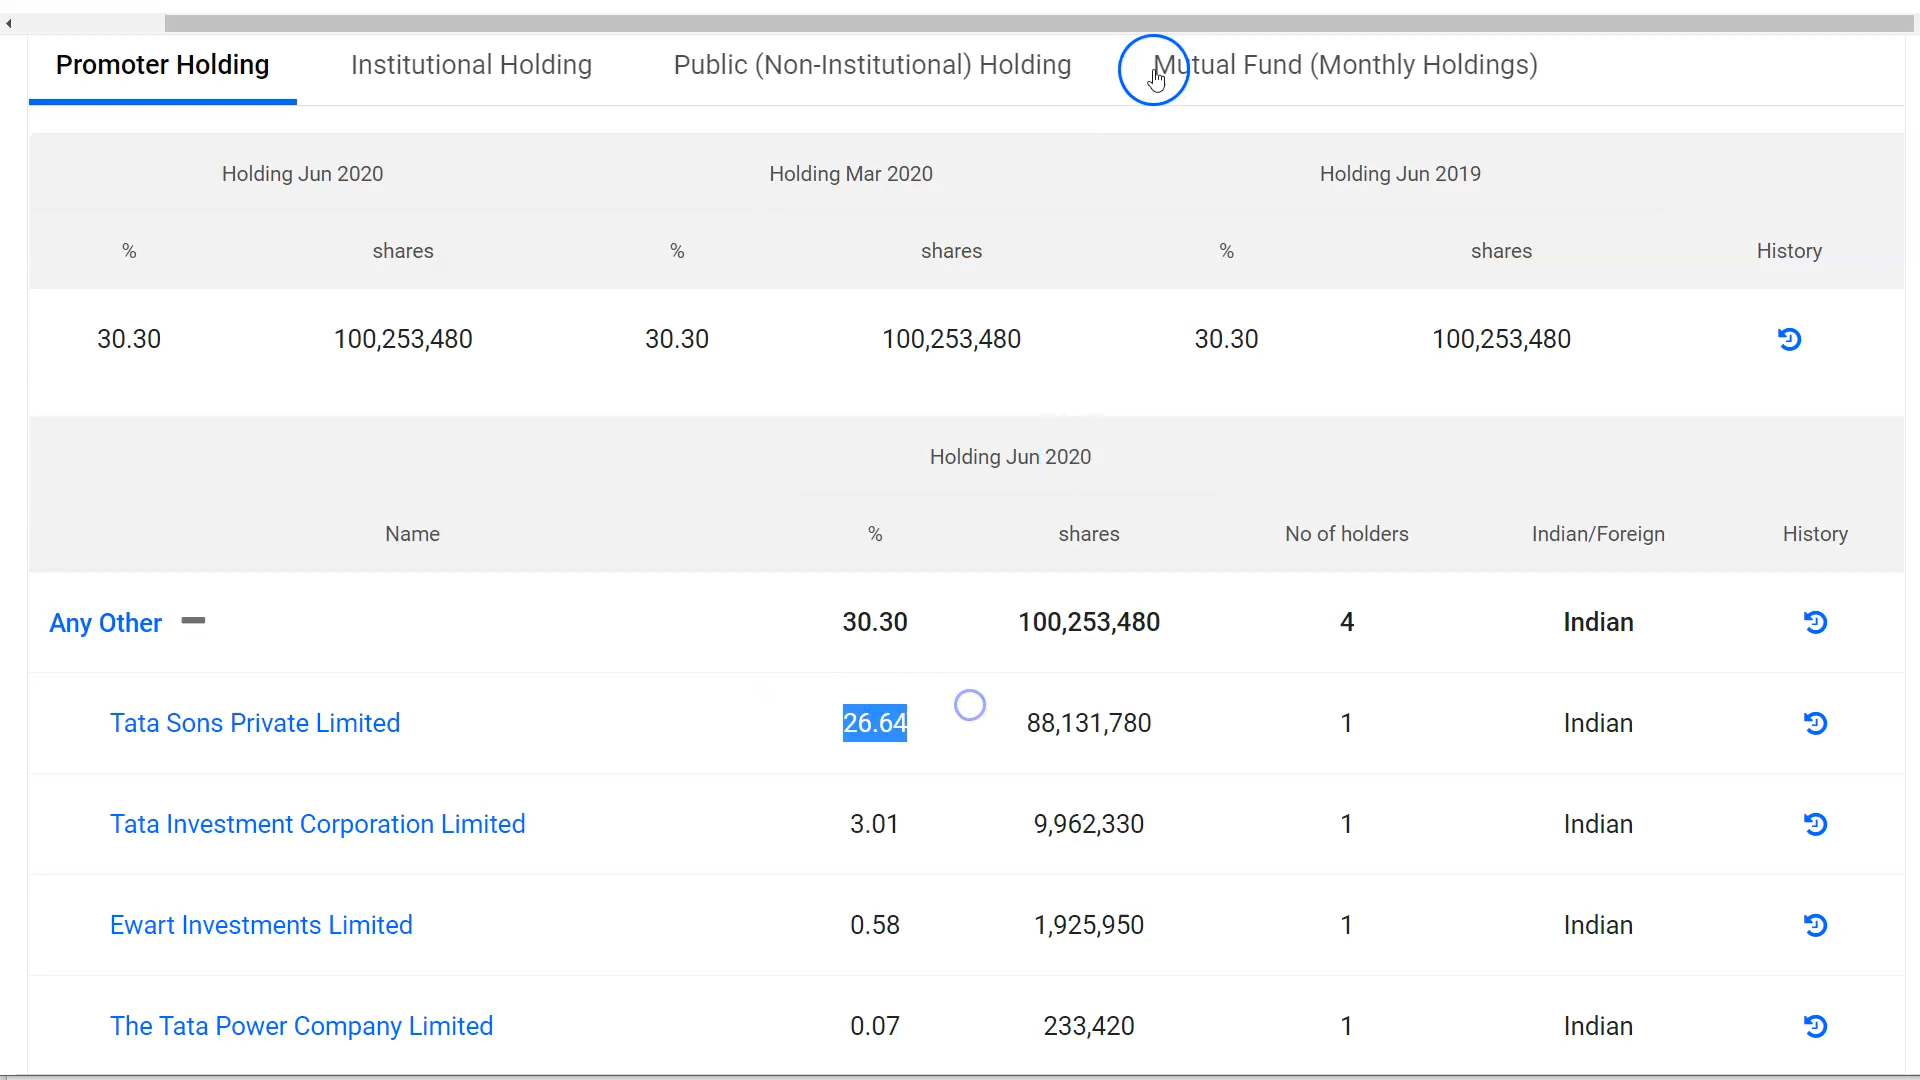 Promoter Holding Institutional Holding Public (Non-Institutional) Holding Mutual Fund (Monthly Holdings)
Holding Jun 2020 Holding Mar 2020 Holding Jun 2019
% shares % shares % shares History
30.30 100,253,480 30.30 100,253,480 30.30 100,253,480
Holding Jun 2020
Name % shares No of holders Indian/Foreign History
Any Other 30.30 100,253,480 4 Indian
Tata Sons Private Limited 26.64 88,131,780 1 Indian
Tata Investment Corporation Limited 3.01 9,962,330 1 Indian
Ewart Investments Limited 0.58 1,925,950 1 Indian
The Tata Power Company Limited 0.07 233,420 1 Indian